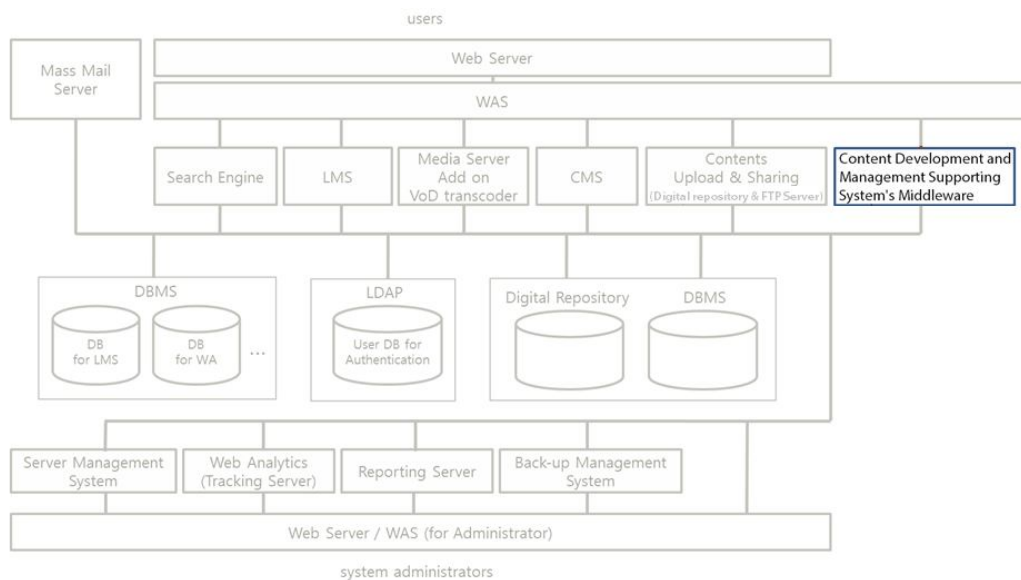 users
Mass Mail
Server
Web Server
WAS
Search Engine
LMS
Media Server
Add on
VoD transcoder
CMS
Contents
Upload & Sharing
(Digital repository & FTP Server)
Content Development and
Management Supporting
System's Middleware
DBMS
DB
for LMS
DB
for WA
...
LDAP
User DB for
Authentication
Digital Repository
DBMS
Server Management
System
Web Analytics
(Tracking Server)
Reporting Server
Back-up Management
System
Web Server / WAS (for Administrator)
system administrators